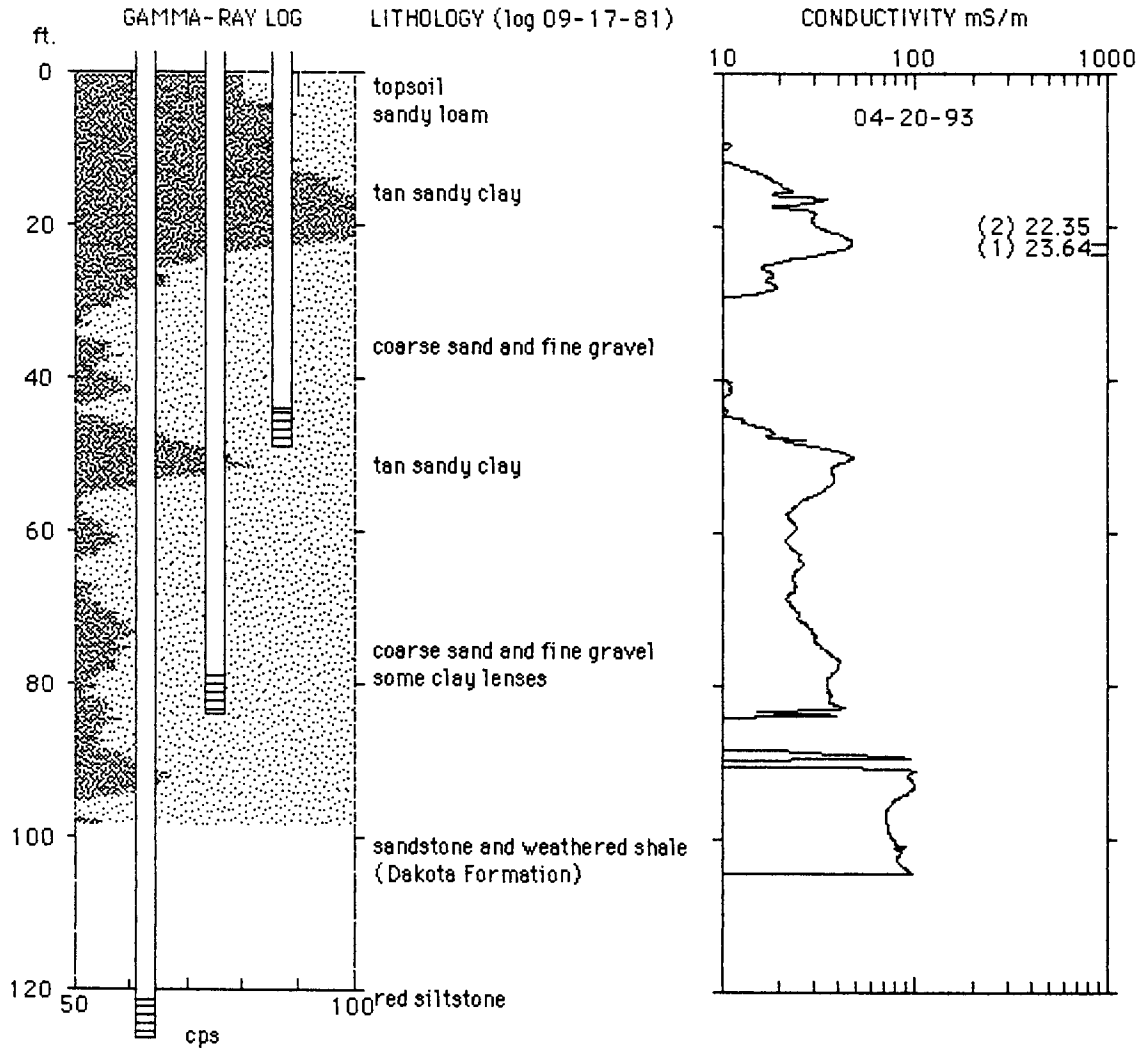 GAMMA-RAY LOG LITHOLOGY (log 09-17-81) CONDUCTIVITY mS/m
ft.
10 100 1000
0
topsoil
sandy loam
04-20-93
tan sandy clay
20
(2) 22.35
(1) 23.64
coarse sand and fine gravel
40
tan sandy clay
60
coarse sand and fine gravel
some clay lenses
80
100
sandstone and weathered shale
(Dakota Formation)
120
50 100
red siltstone
cps